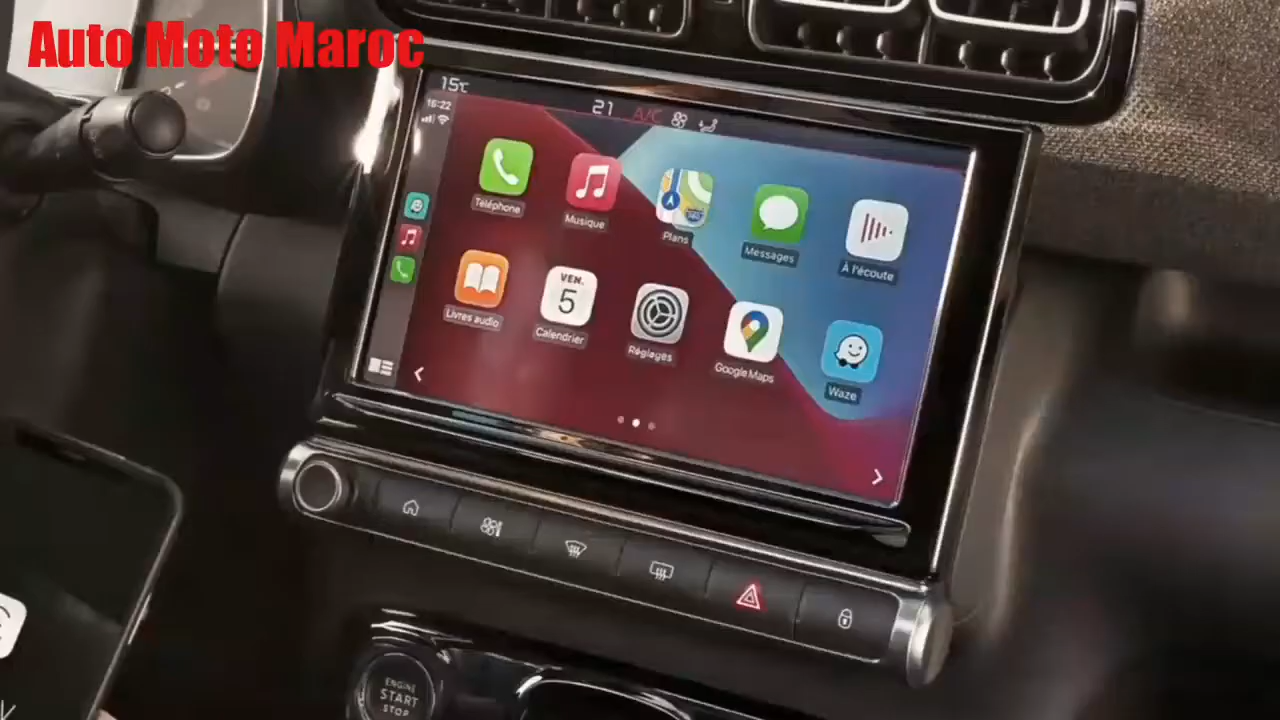 Auto Moto Maroc
15°C
21 A/C
16:22
Téléphone
Musique
Plans
Messages
À l'écoute
Livres audio
VEN.
5
Calendrier
Réglages
Google Maps
Waze
ENGINE
START
STOP